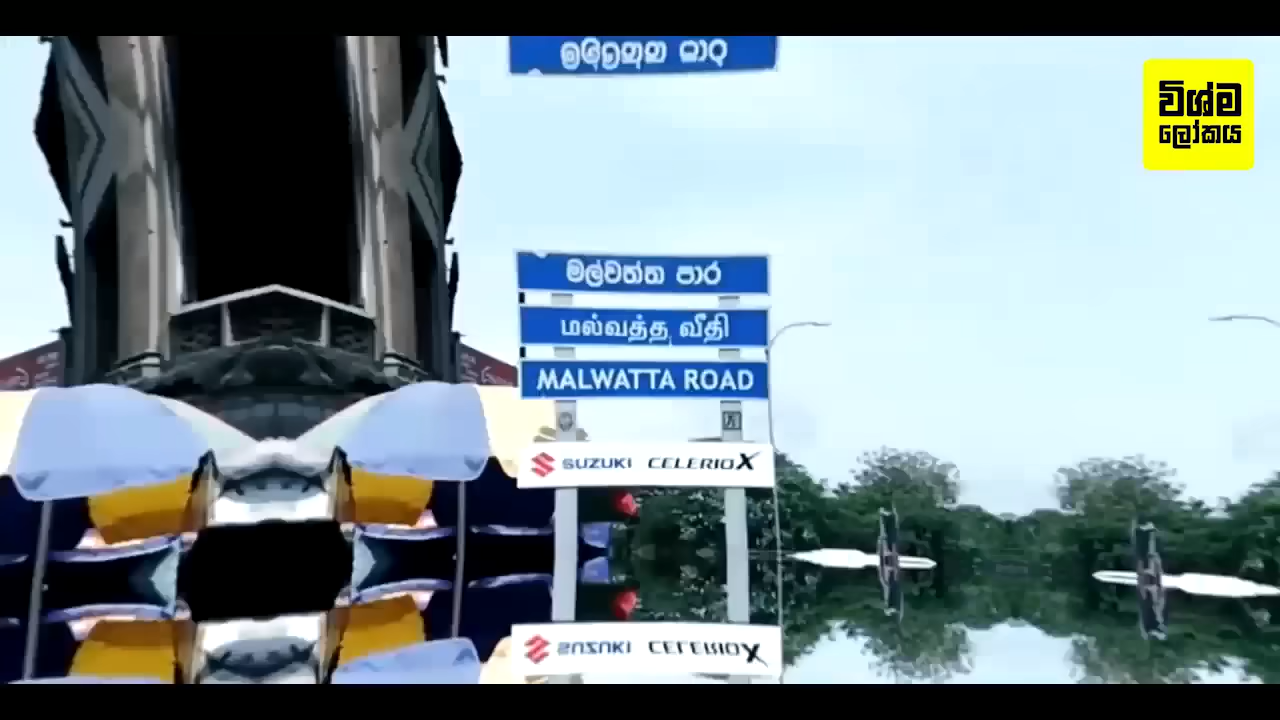 විශ්ම
ලෝකය
මල්වත්ත පාර
மல்வத்த வீதி
MALWATTA ROAD
SUZUKI CELERIO X
SUZUKI CELERIO X